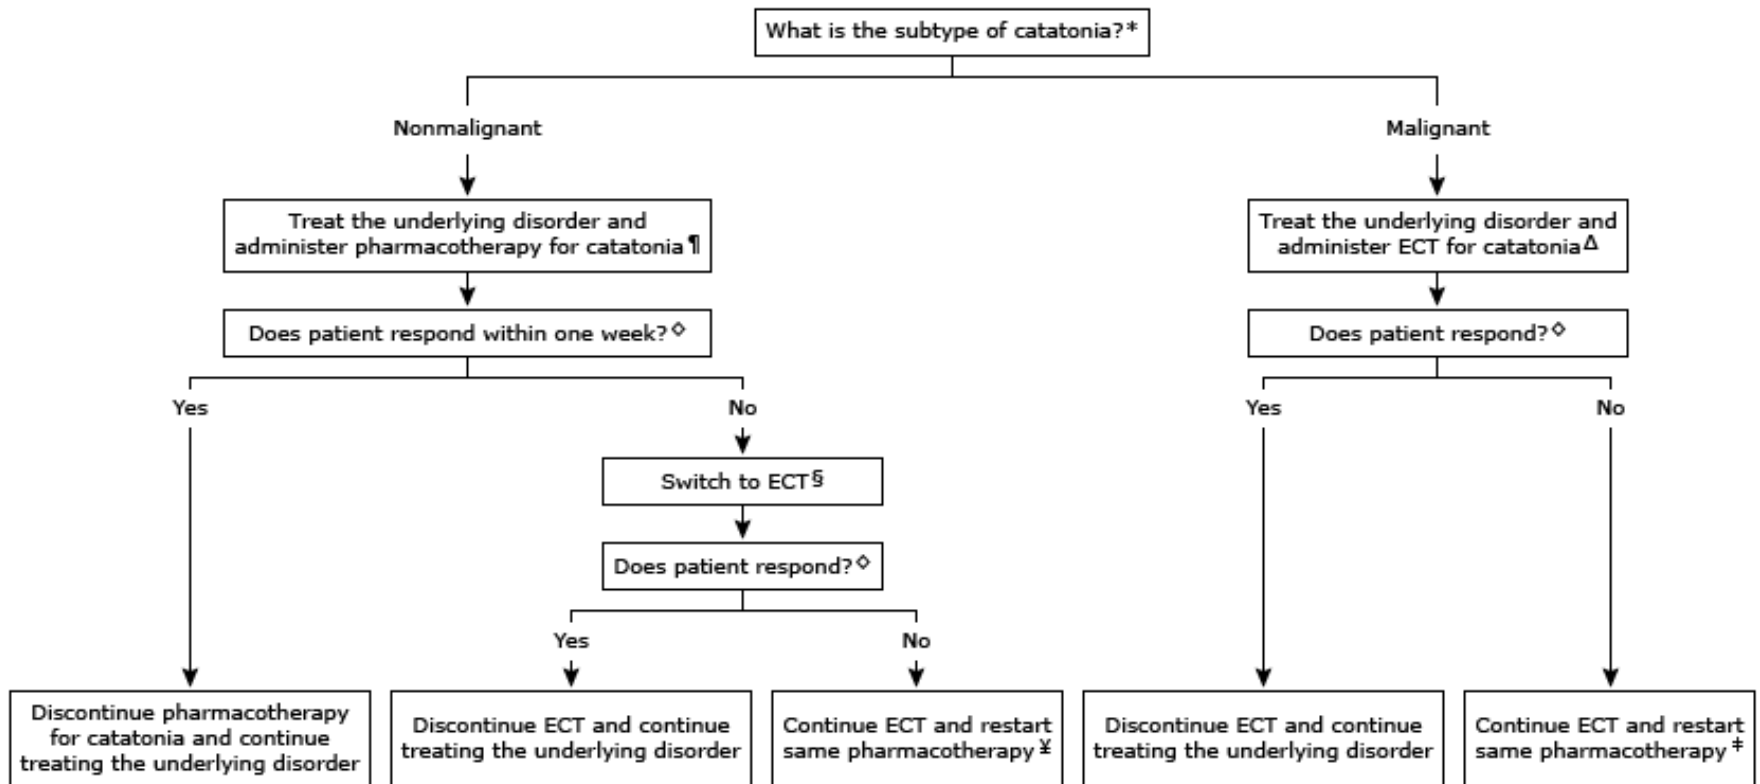 What is the subtype of catatonia?*
Nonmalignant
Malignant
Treat the underlying disorder and
administer pharmacotherapy for catatonia¶
Treat the underlying disorder and
administer ECT for catatoniaΔ
Does patient respond within one week?◇
Does patient respond?◇
Yes
No
Yes
No
Switch to ECT§
Does patient respond?◇
Yes
No
Discontinue pharmacotherapy
for catatonia and continue
treating the underlying disorder
Discontinue ECT and continue
treating the underlying disorder
Continue ECT and restart
same pharmacotherapy¥
Discontinue ECT and continue
treating the underlying disorder
Continue ECT and restart
same pharmacotherapy‡